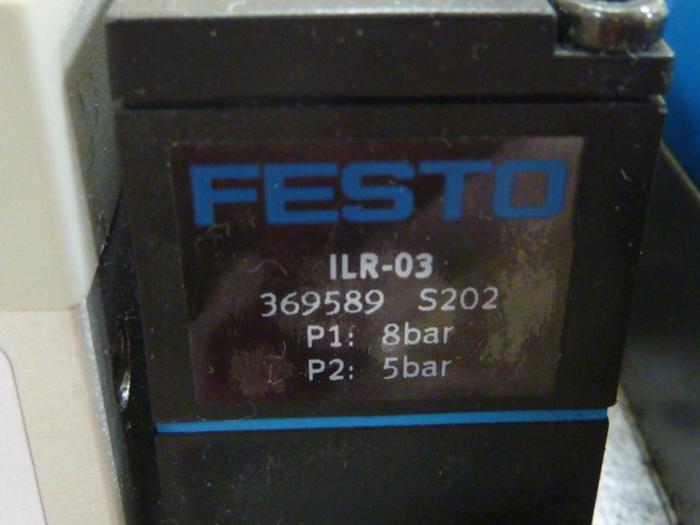 FESTO
ILR-03
369589 S202
P1: 8bar
P2: 5bar